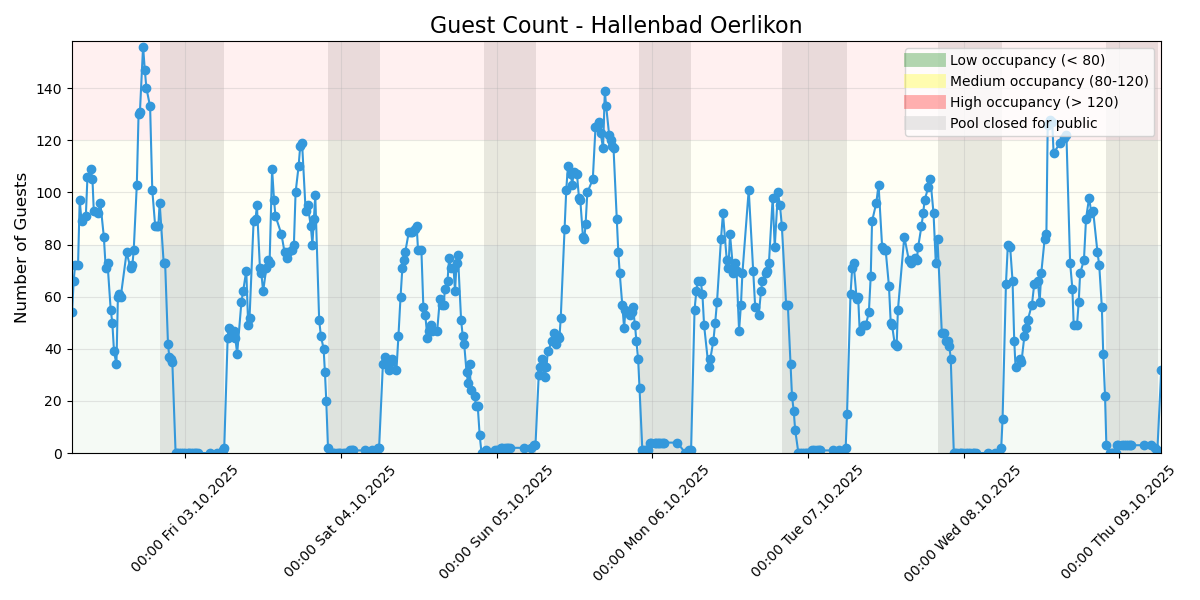 Guest Count - Hallenbad Oerlikon
Number of Guests
140
120
100
80
60
40
20
0
Low occupancy (< 80)
Medium occupancy (80-120)
High occupancy (> 120)
Pool closed for public
00:00 Fri 03.10.2025
00:00 Sat 04.10.2025
00:00 Sun 05.10.2025
00:00 Mon 06.10.2025
00:00 Tue 07.10.2025
00:00 Wed 08.10.2025
00:00 Thu 09.10.2025